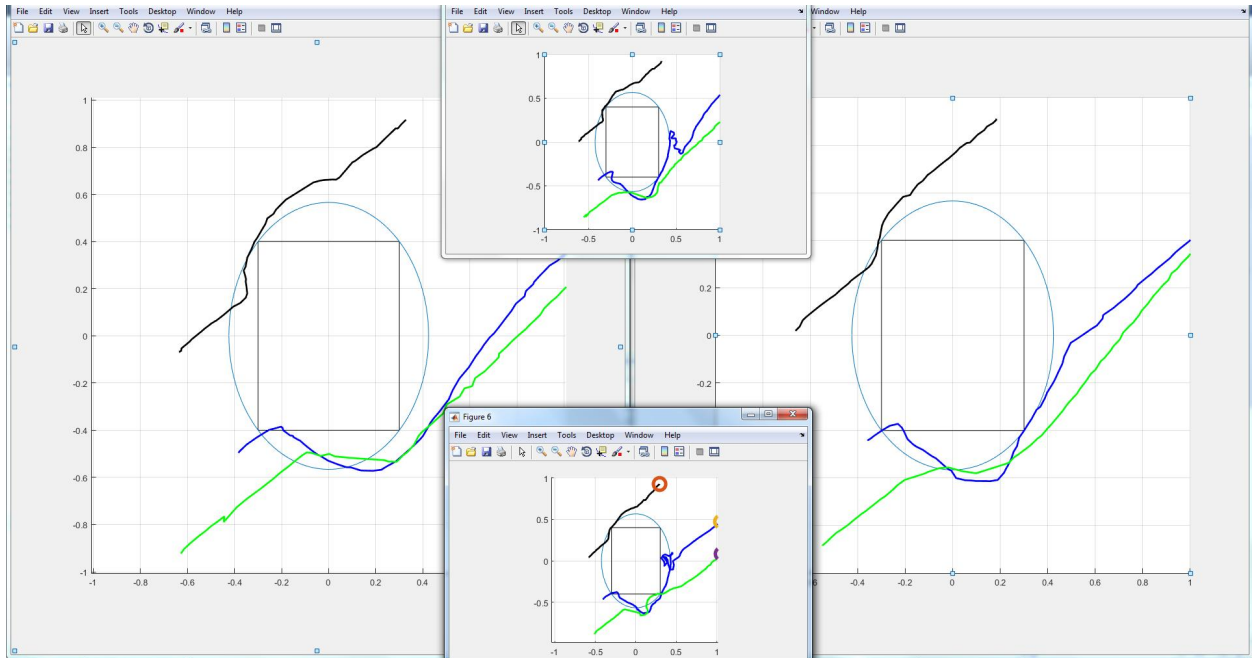 File Edit View Insert Tools Desktop Window Help
1
0.8
0.6
0.4
0.2
0
-0.2
-0.4
-0.6
-0.8
-1
-1 -0.8 -0.6 -0.4 -0.2 0 0.2 0.4
File Edit View Insert Tools Desktop Window Help
1
0.5
0
-0.5
-1
-1 -0.5 0 0.5 1
Window Help
0.2
0
-0.2
-0.4 -0.2 0 0.2 0.4 0.6 0.8 1
Figure 6
File Edit View Insert Tools Desktop Window Help
1
0.5
0
-0.5
-1 -0.5 0 0.5 1